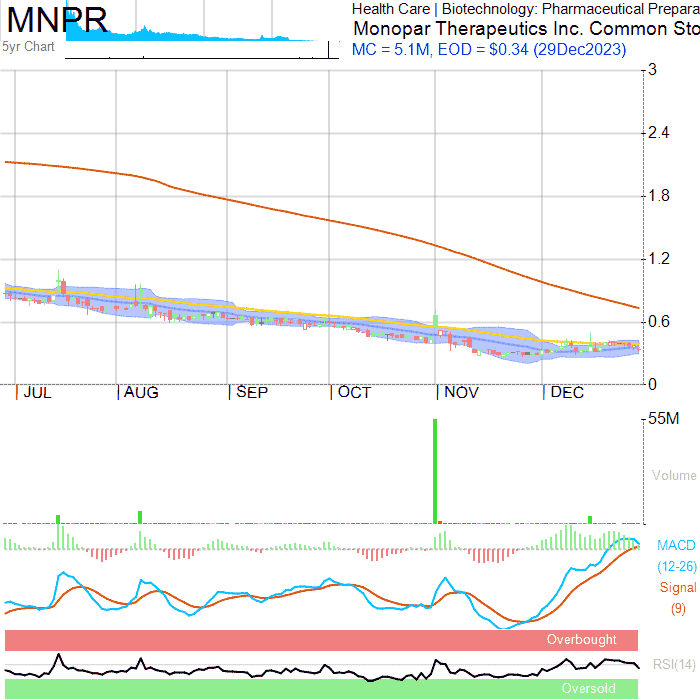 MNPR
5yr Chart
Health Care | Biotechnology: Pharmaceutical Prepara
Monopar Therapeutics Inc. Common Sto
MC = 5.1M, EOD = $0.34 (29Dec2023)
3
2.4
1.8
1.2
0.6
0
JUL
AUG
SEP
OCT
NOV
DEC
55M
Volume
MACD
(12-26)
Signal
(9)
Overbought
RSI(14)
Oversold